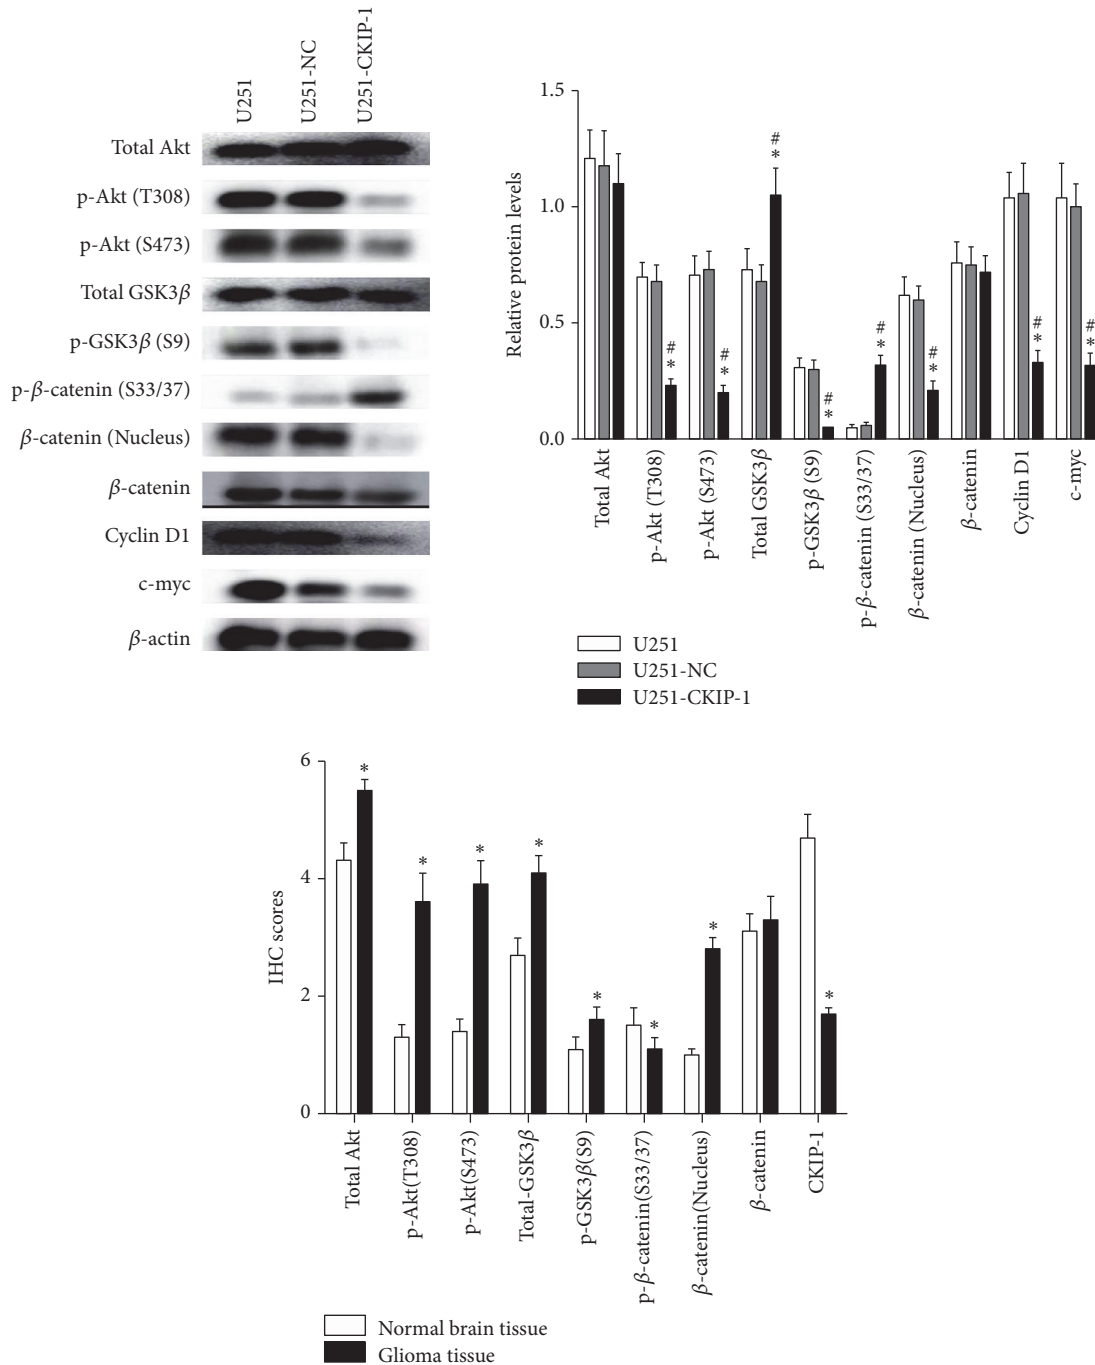 U251
U251-NC
U251-CKIP-1
Total Akt
p-Akt (T308)
p-Akt (S473)
Total GSK3β
p-GSK3β (S9)
p-β-catenin (S33/37)
β-catenin (Nucleus)
β-catenin
Cyclin D1
c-myc
β-actin
Relative protein levels
1.5
1.0
0.5
0.0
#
*
#
*
#
*
#
*
#
*
#
*
#
*
#
*
Total Akt
p-Akt (T308)
p-Akt (S473)
Total GSK3β
p-GSK3β (S9)
p-β-catenin (S33/37)
β-catenin (Nucleus)
β-catenin
Cyclin D1
c-myc
U251
U251-NC
U251-CKIP-1
IHC scores
6
4
2
0
*
*
*
*
*
*
*
*
Total Akt
p-Akt(T308)
p-Akt(S473)
Total-GSK3β
p-GSK3β(S9)
p-β-catenin(S33/37)
β-catenin(Nucleus)
β-catenin
CKIP-1
Normal brain tissue
Glioma tissue